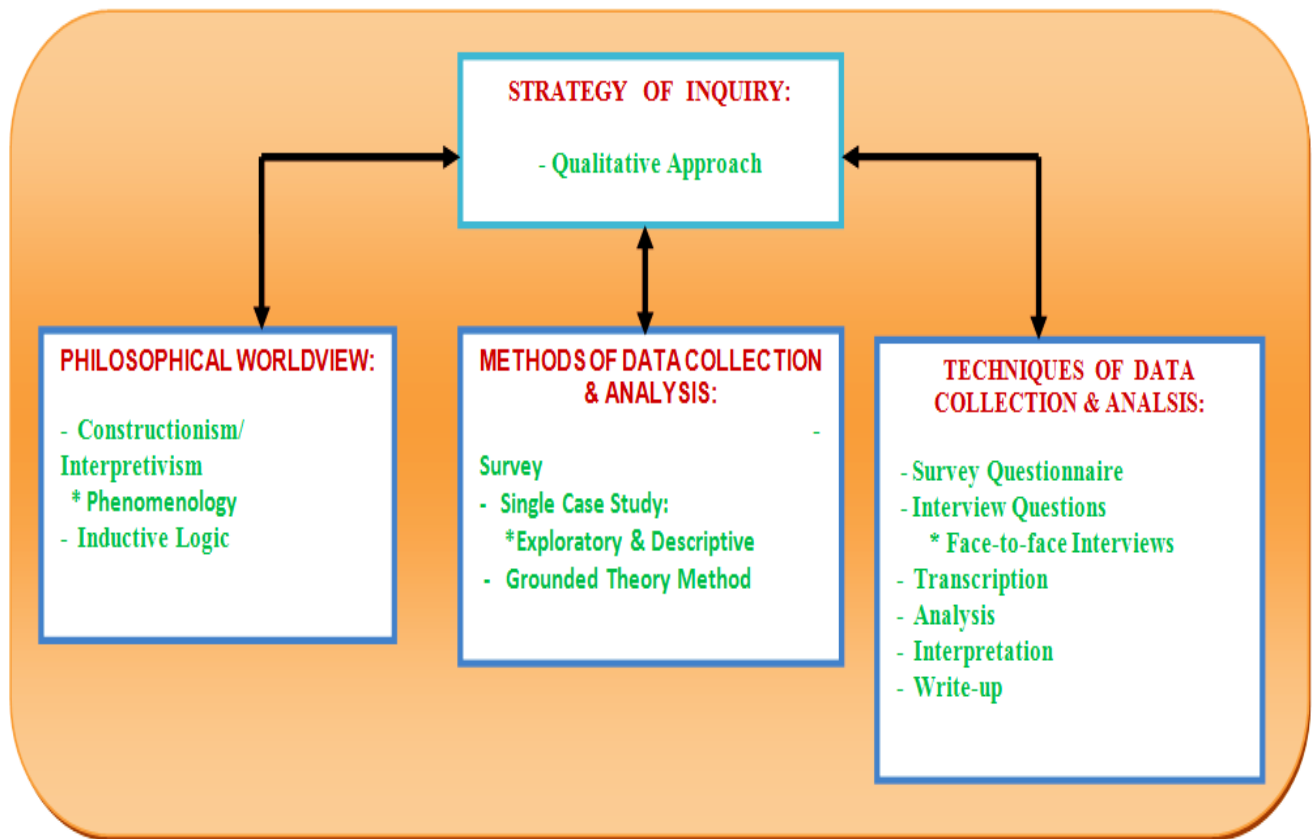 STRATEGY OF INQUIRY:
- Qualitative Approach
PHILOSOPHICAL WORLDVIEW:
- Constructionism/
Interpretivism
* Phenomenology
- Inductive Logic
METHODS OF DATA COLLECTION
& ANALYSIS:
-
Survey
- Single Case Study:
*Exploratory & Descriptive
- Grounded Theory Method
TECHNIQUES OF DATA
COLLECTION & ANALSIS:
- Survey Questionnaire
- Interview Questions
* Face-to-face Interviews
- Transcription
- Analysis
- Interpretation
- Write-up